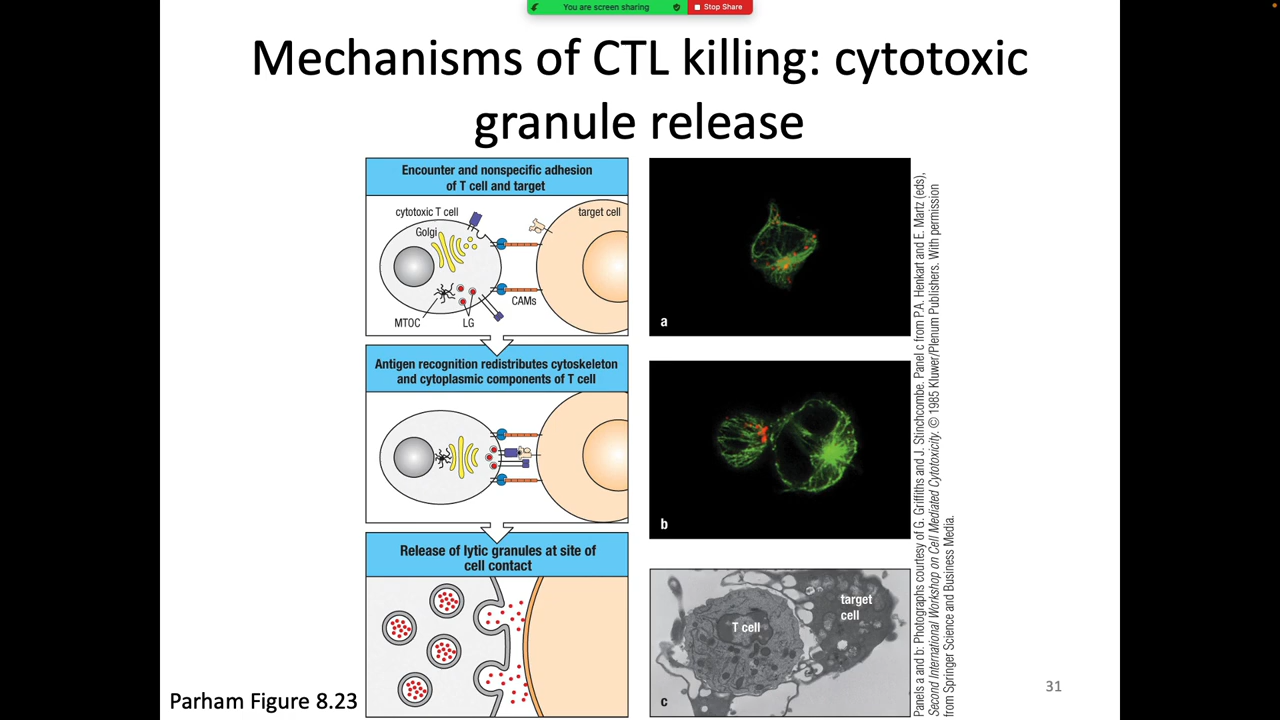 You are screen sharing
Stop Share
Mechanisms of CTL killing: cytotoxic
granule release
Encounter and nonspecific adhesion
of T cell and target
cytotoxic T cell
target cell
Golgi
CAMs
MTOC
LG
Antigen recognition redistributes cytoskeleton
and cytoplasmic components of T cell
Release of lytic granules at site of
cell contact
a
b
T cell
target
cell
c
Panels a and b: Photographs courtesy of G. Griffiths and J. Stinchcombe. Panel c from P.A. Henkart and E. Martz (eds),
Second International Workshop on Cell Mediated Cytotoxicity. © 1985 Kluwer/Plenum Publishers. With permission
from Springer Science and Business Media.
Parham Figure 8.23
31